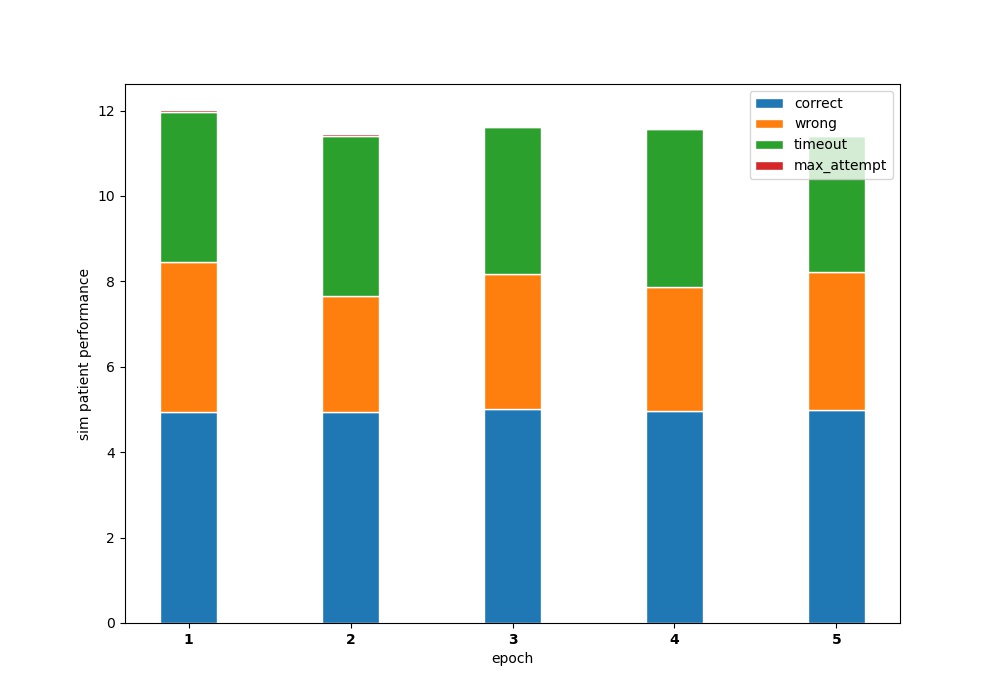 correct
wrong
timeout
max_attempt
12
10
8
6
4
2
0
sim patient performance
1 2 3 4 5
epoch